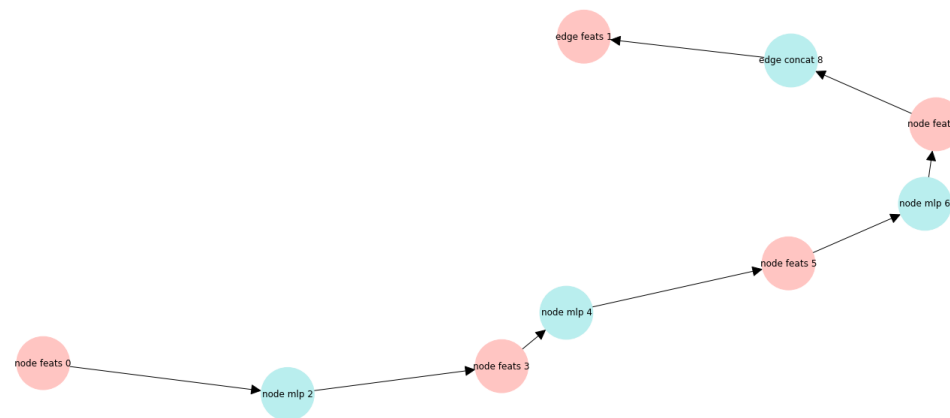 edge feats 1
edge concat 8
node feat
node mlp 6
node feats 5
node mlp 4
node feats 0
node feats 3
node mlp 2